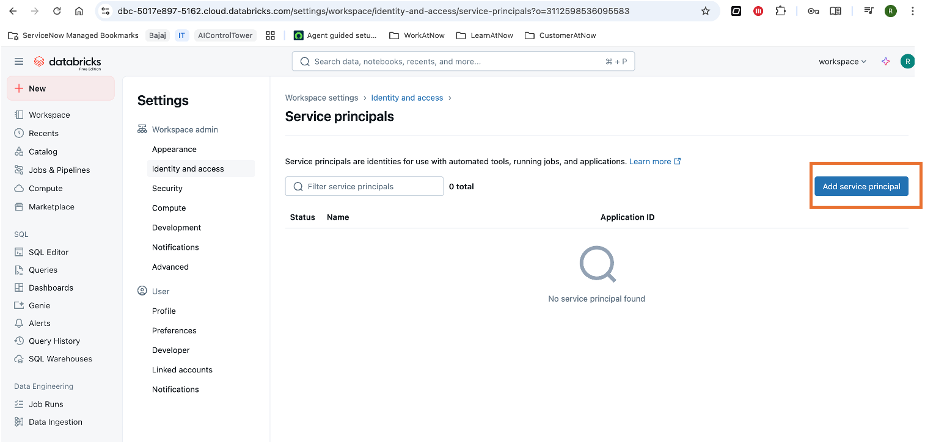 dbc-5017e897-5162.cloud.databricks.com/settings/workspace/identity-and-access/service-principals?o=3112598536095583
R
ServiceNow Managed Bookmarks
Bajaj
IT
AIControlTower
Agent guided setu...
WorkAtNow
LearnAtNow
CustomerAtNow
databricks
Free Edition
Search data, notebooks, recents, and more...
⌘ + P
workspace
R
New
Workspace
Recents
Catalog
Jobs & Pipelines
Compute
Marketplace
SQL
SQL Editor
Queries
Dashboards
Genie
Alerts
Query History
SQL Warehouses
Data Engineering
Job Runs
Data Ingestion
Settings
Workspace admin
Appearance
Identity and access
Security
Compute
Development
Notifications
Advanced
User
Profile
Preferences
Developer
Linked accounts
Notifications
Workspace settings > Identity and access >
Service principals
Service principals are identities for use with automated tools, running jobs, and applications. Learn more
Filter service principals
0 total
Add service principal
Status Name Application ID
No service principal found